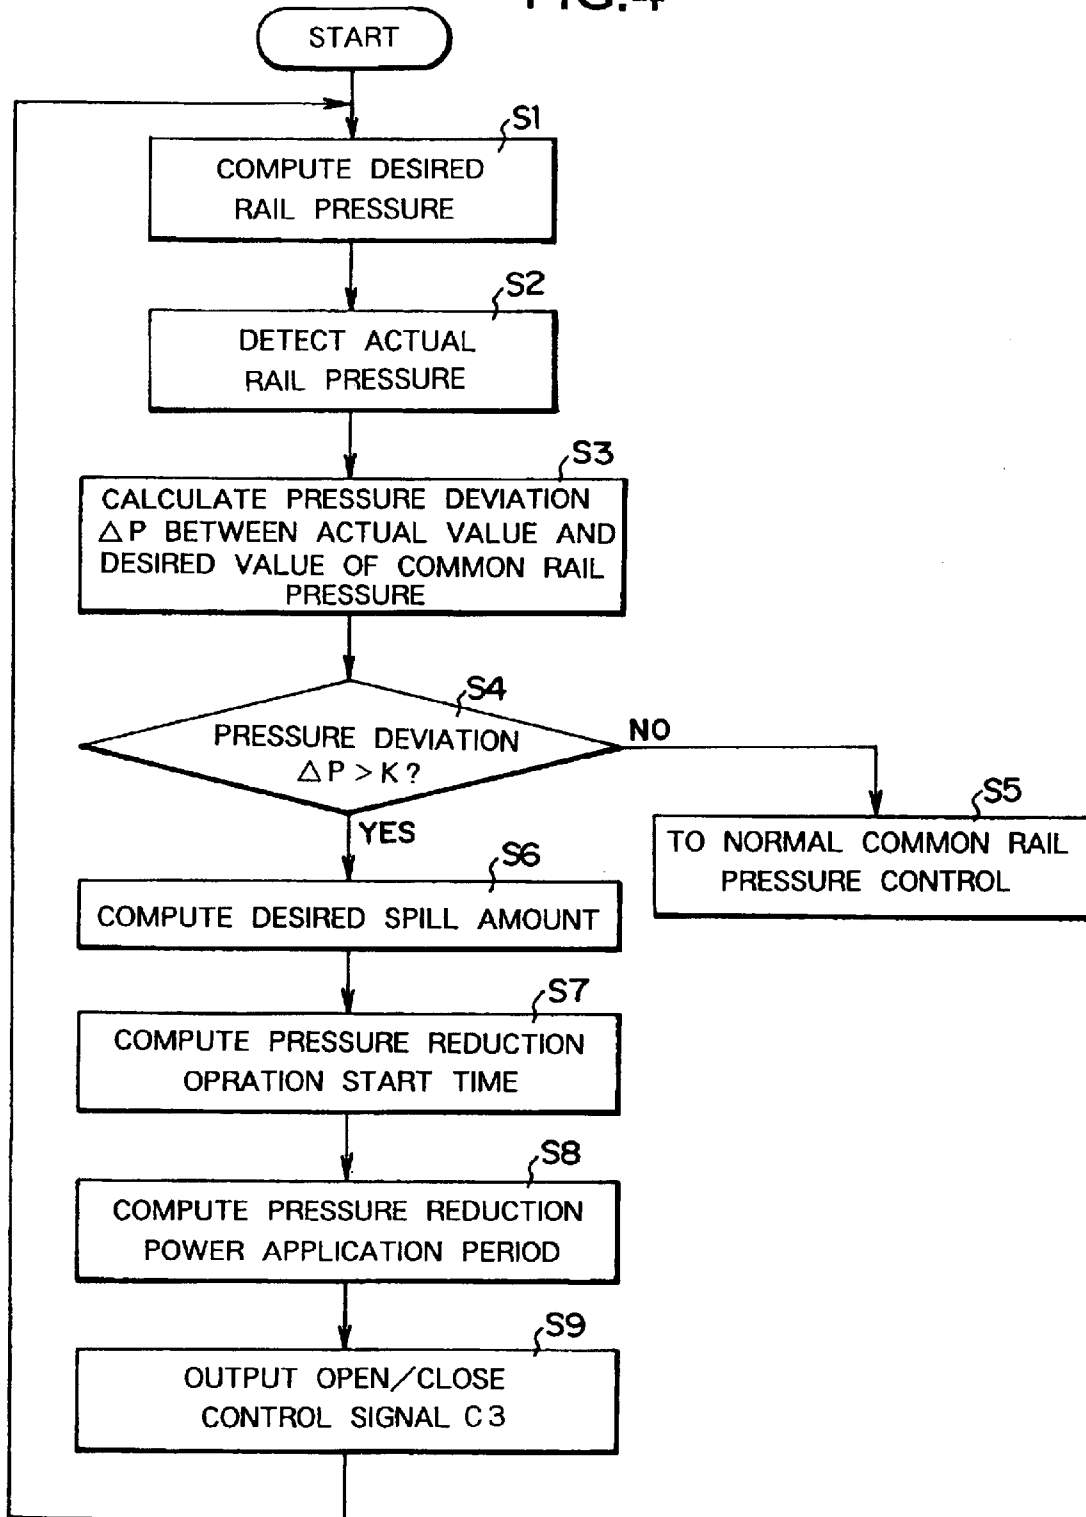 FIG.4
START
S1
COMPUTE DESIRED
RAIL PRESSURE
S2
DETECT ACTUAL
RAIL PRESSURE
S3
CALCULATE PRESSURE DEVIATION
△P BETWEEN ACTUAL VALUE AND
DESIRED VALUE OF COMMON RAIL
PRESSURE
S4
PRESSURE DEVIATION
△P > K?
NO
YES
S5
TO NORMAL COMMON RAIL
PRESSURE CONTROL
S6
COMPUTE DESIRED SPILL AMOUNT
S7
COMPUTE PRESSURE REDUCTION
OPRATION START TIME
S8
COMPUTE PRESSURE REDUCTION
POWER APPLICATION PERIOD
S9
OUTPUT OPEN/CLOSE
CONTROL SIGNAL C3